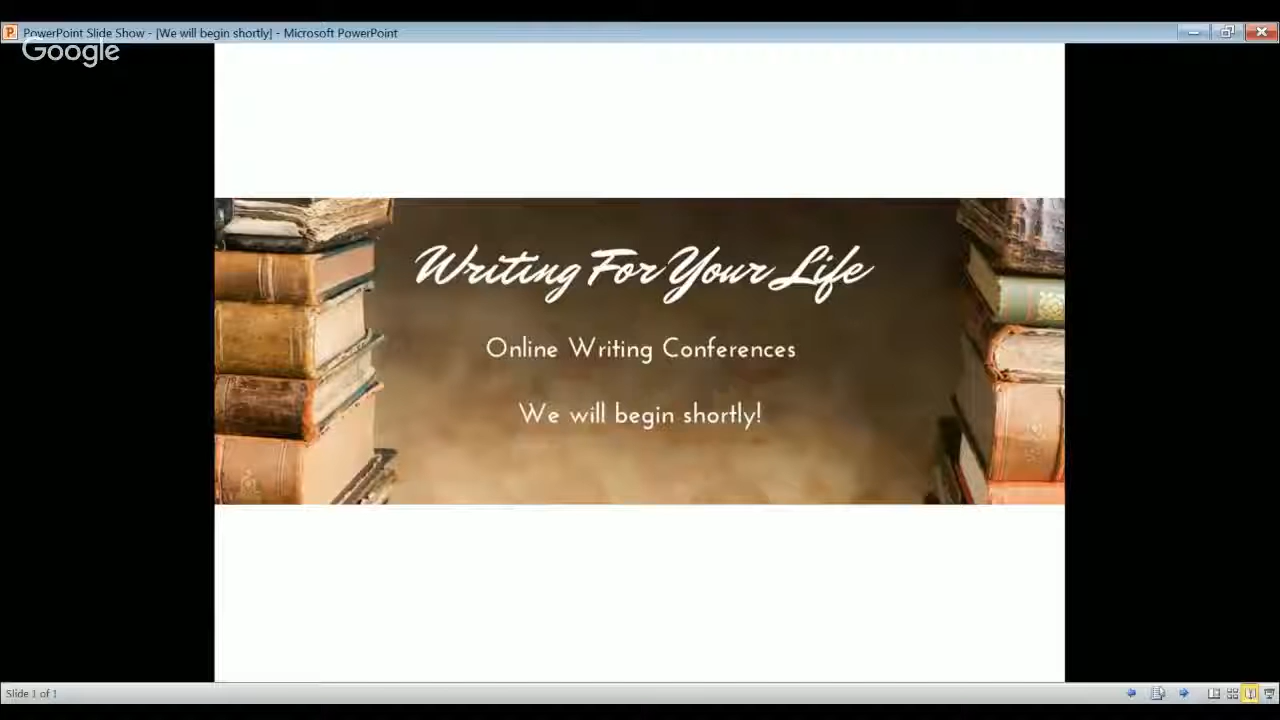 PowerPoint Slide Show - [We will begin shortly] - Microsoft PowerPoint
Google
Writing For Your Life
Online Writing Conferences
We will begin shortly!
Slide 1 of 1